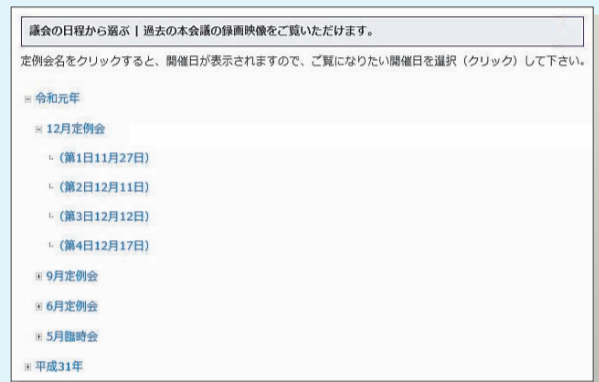 議会の日程から選ぶ | 過去の本会議の録画映像をご覧いただけます。
定例会名をクリックすると、開催日が表示されますので、ご覧になりたい開催日を選択（クリック）して下さい。
令和元年
12月定例会
（第1日11月27日）
（第2日12月11日）
（第3日12月12日）
（第4日12月17日）
9月定例会
6月定例会
5月臨時会
平成31年